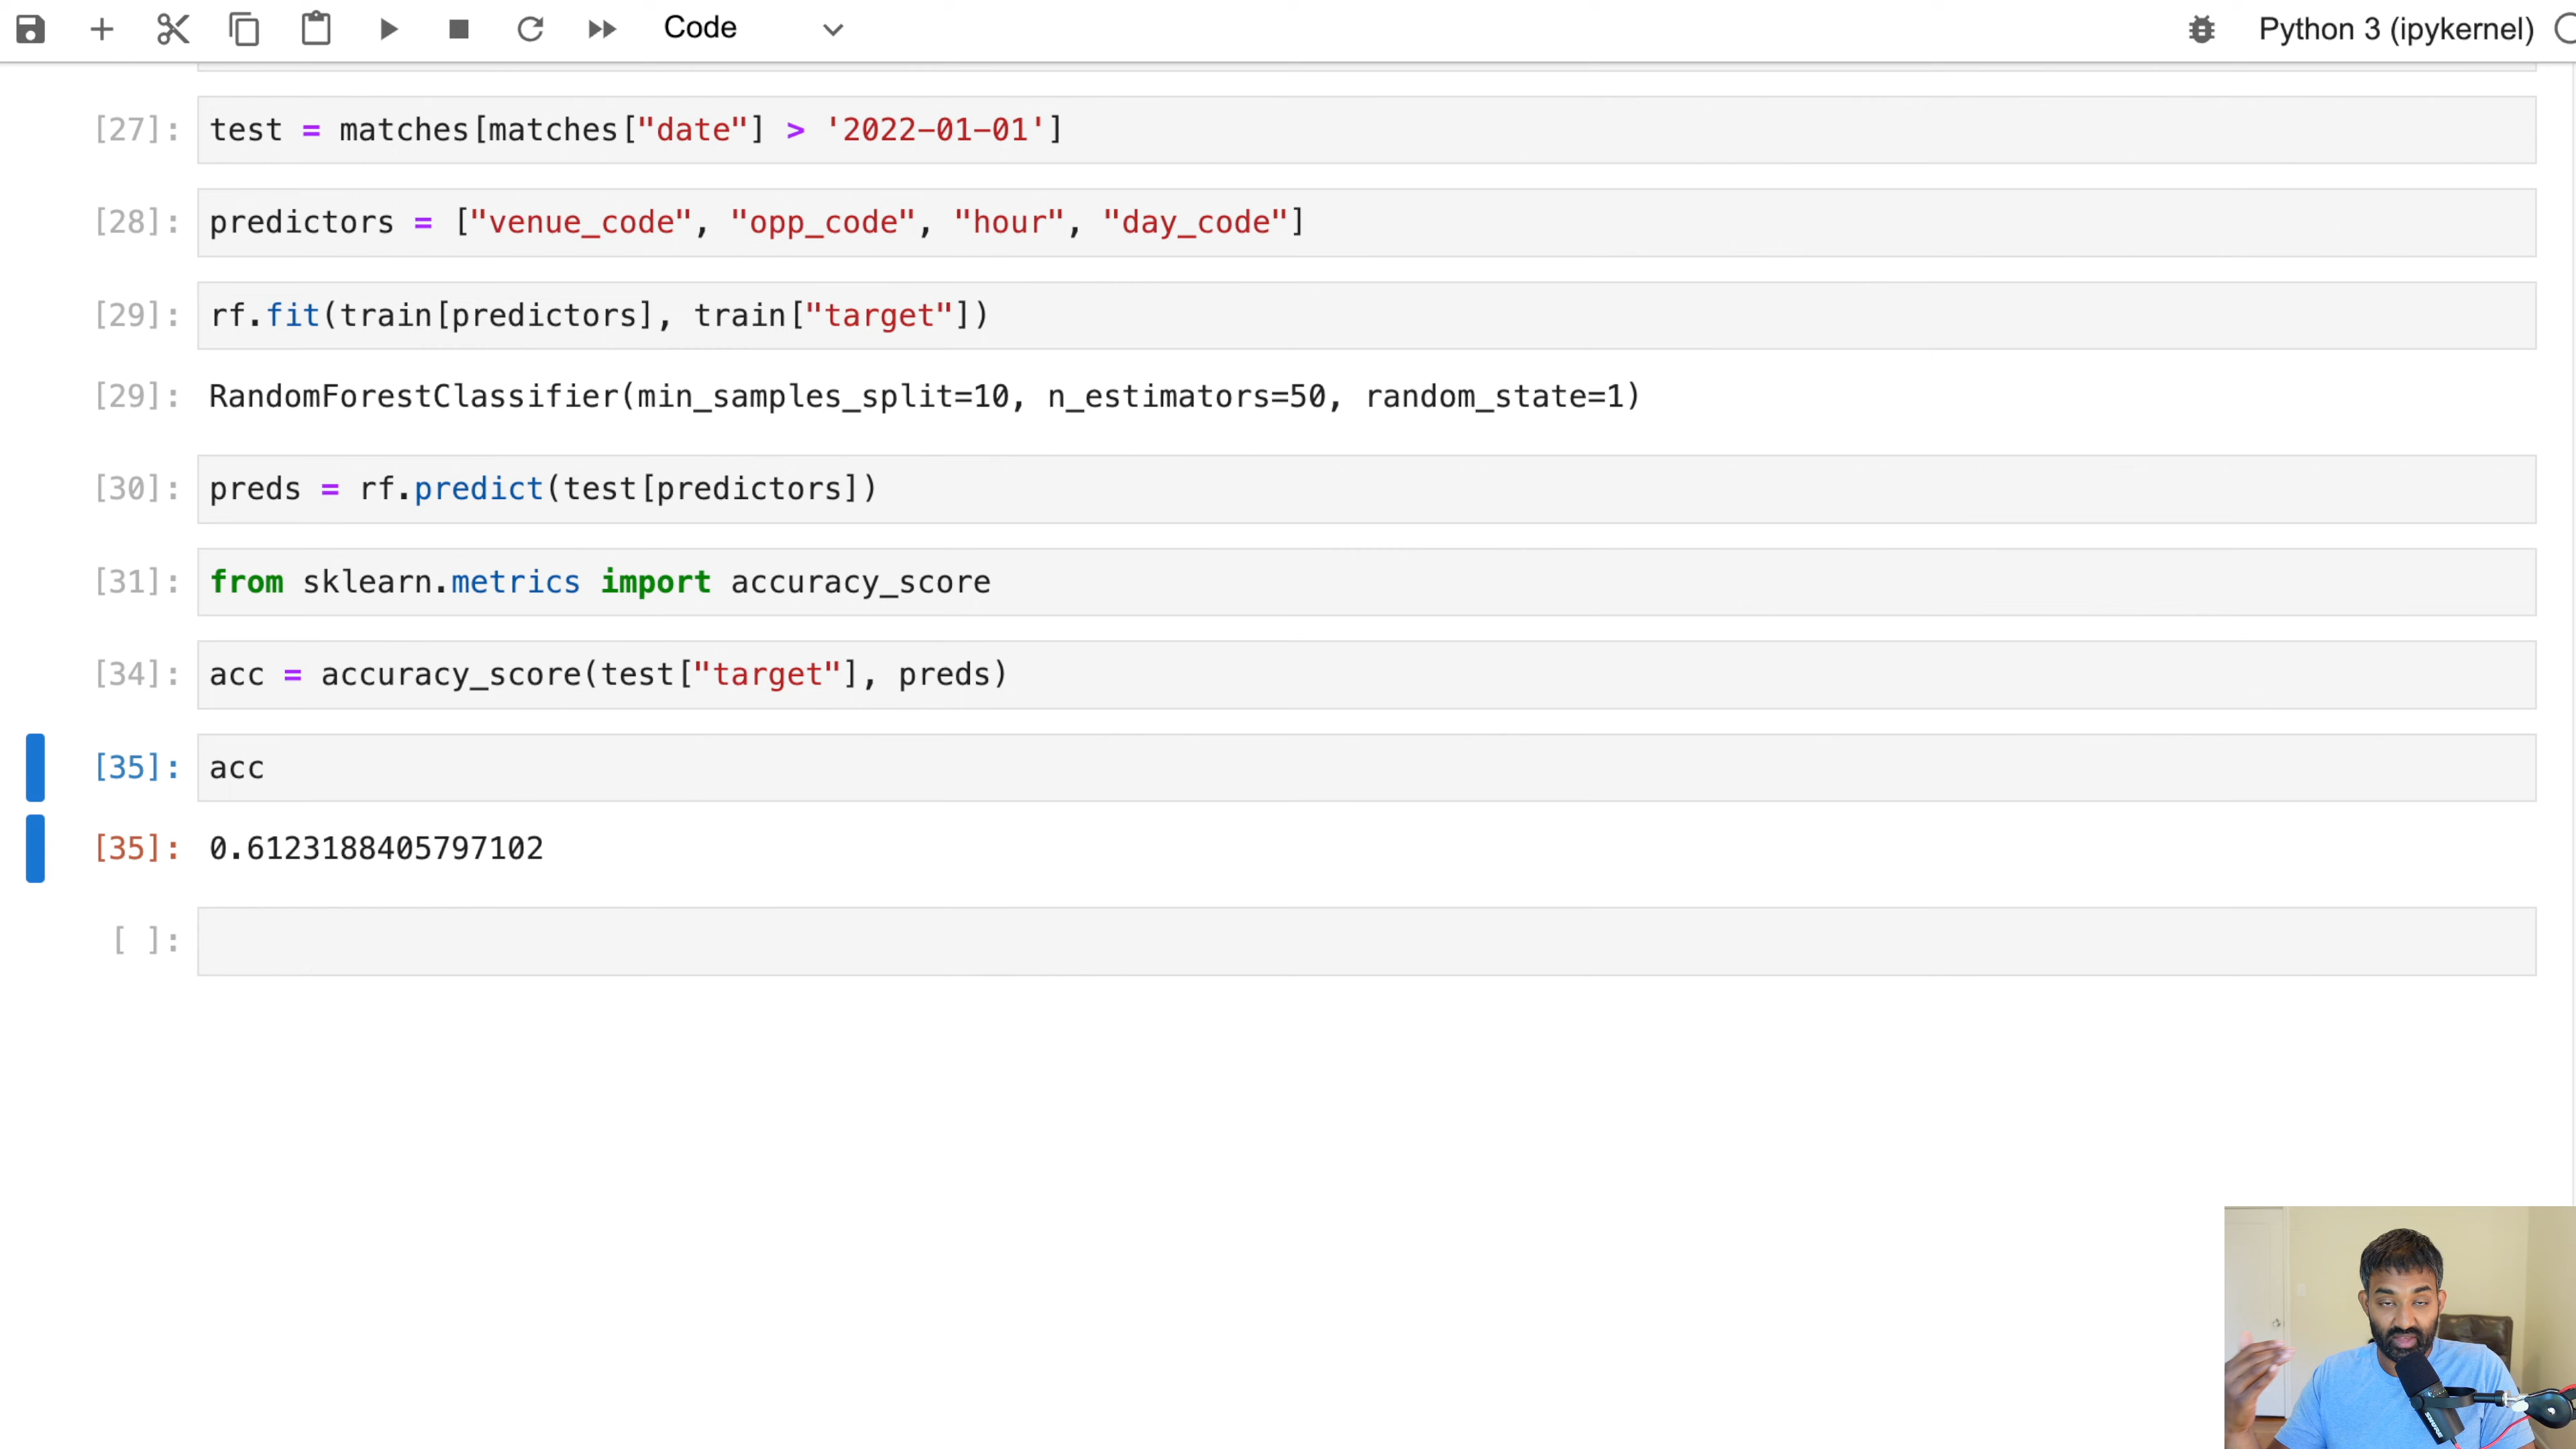 Code
Python 3 (ipykernel)
[27]: test = matches[matches["date"] > '2022-01-01']
[28]: predictors = ["venue_code", "opp_code", "hour", "day_code"]
[29]: rf.fit(train[predictors], train["target"])
[29]: RandomForestClassifier(min_samples_split=10, n_estimators=50, random_state=1)
[30]: preds = rf.predict(test[predictors])
[31]: from sklearn.metrics import accuracy_score
[34]: acc = accuracy_score(test["target"], preds)
[35]: acc
[35]: 0.6123188405797102
[ ]:
SHURE